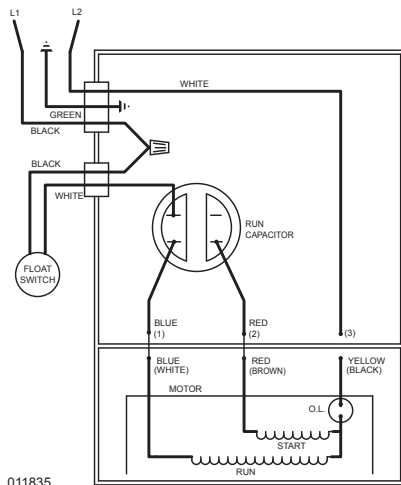 L1
L2
WHITE
GREEN
BLACK
BLACK
WHITE
RUN
CAPACITOR
FLOAT
SWITCH
BLUE
(1)
RED
(2)
(3)
BLUE
(WHITE)
RED
(BROWN)
YELLOW
(BLACK)
MOTOR
O.L.
START
RUN
011835